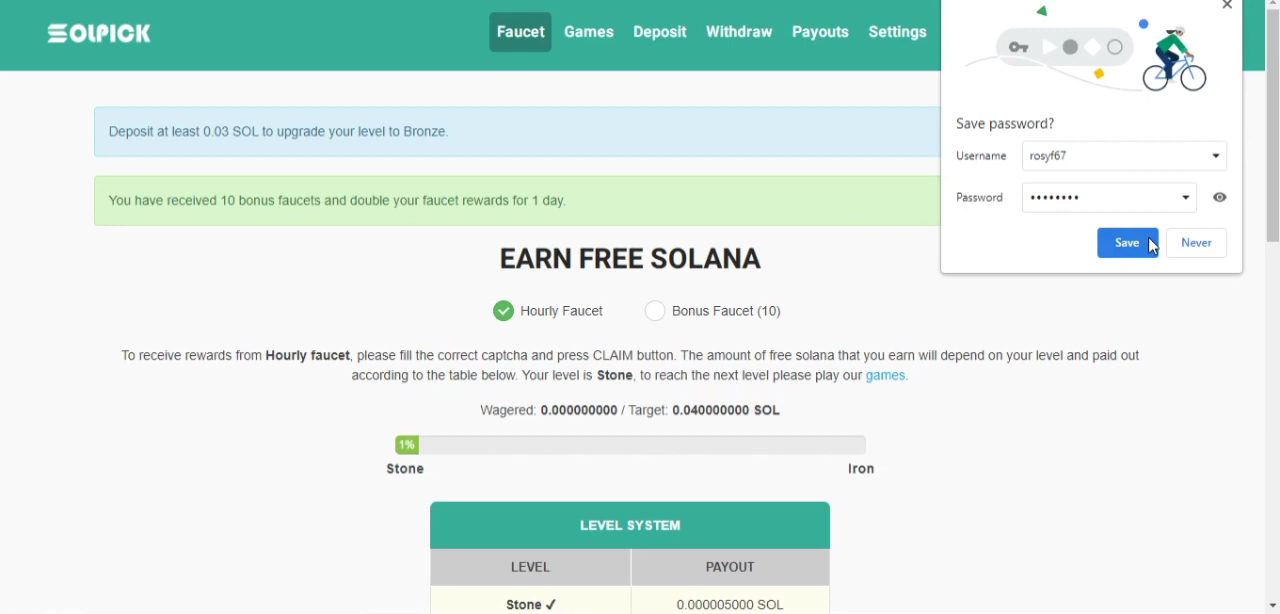 SOLPICK
Faucet Games Deposit Withdraw Payouts Settings
Deposit at least 0.03 SOL to upgrade your level to Bronze.
You have received 10 bonus faucets and double your faucet rewards for 1 day.
Save password?
Username rosyf67
Password ••••••••
Save Never
EARN FREE SOLANA
Hourly Faucet Bonus Faucet (10)
To receive rewards from Hourly faucet, please fill the correct captcha and press CLAIM button. The amount of free solana that you earn will depend on your level and paid out
according to the table below. Your level is Stone, to reach the next level please play our games.
Wagered: 0.000000000 / Target: 0.040000000 SOL
1%
Stone Iron
LEVEL SYSTEM
LEVEL PAYOUT
Stone ✓ 0.000005000 SOL